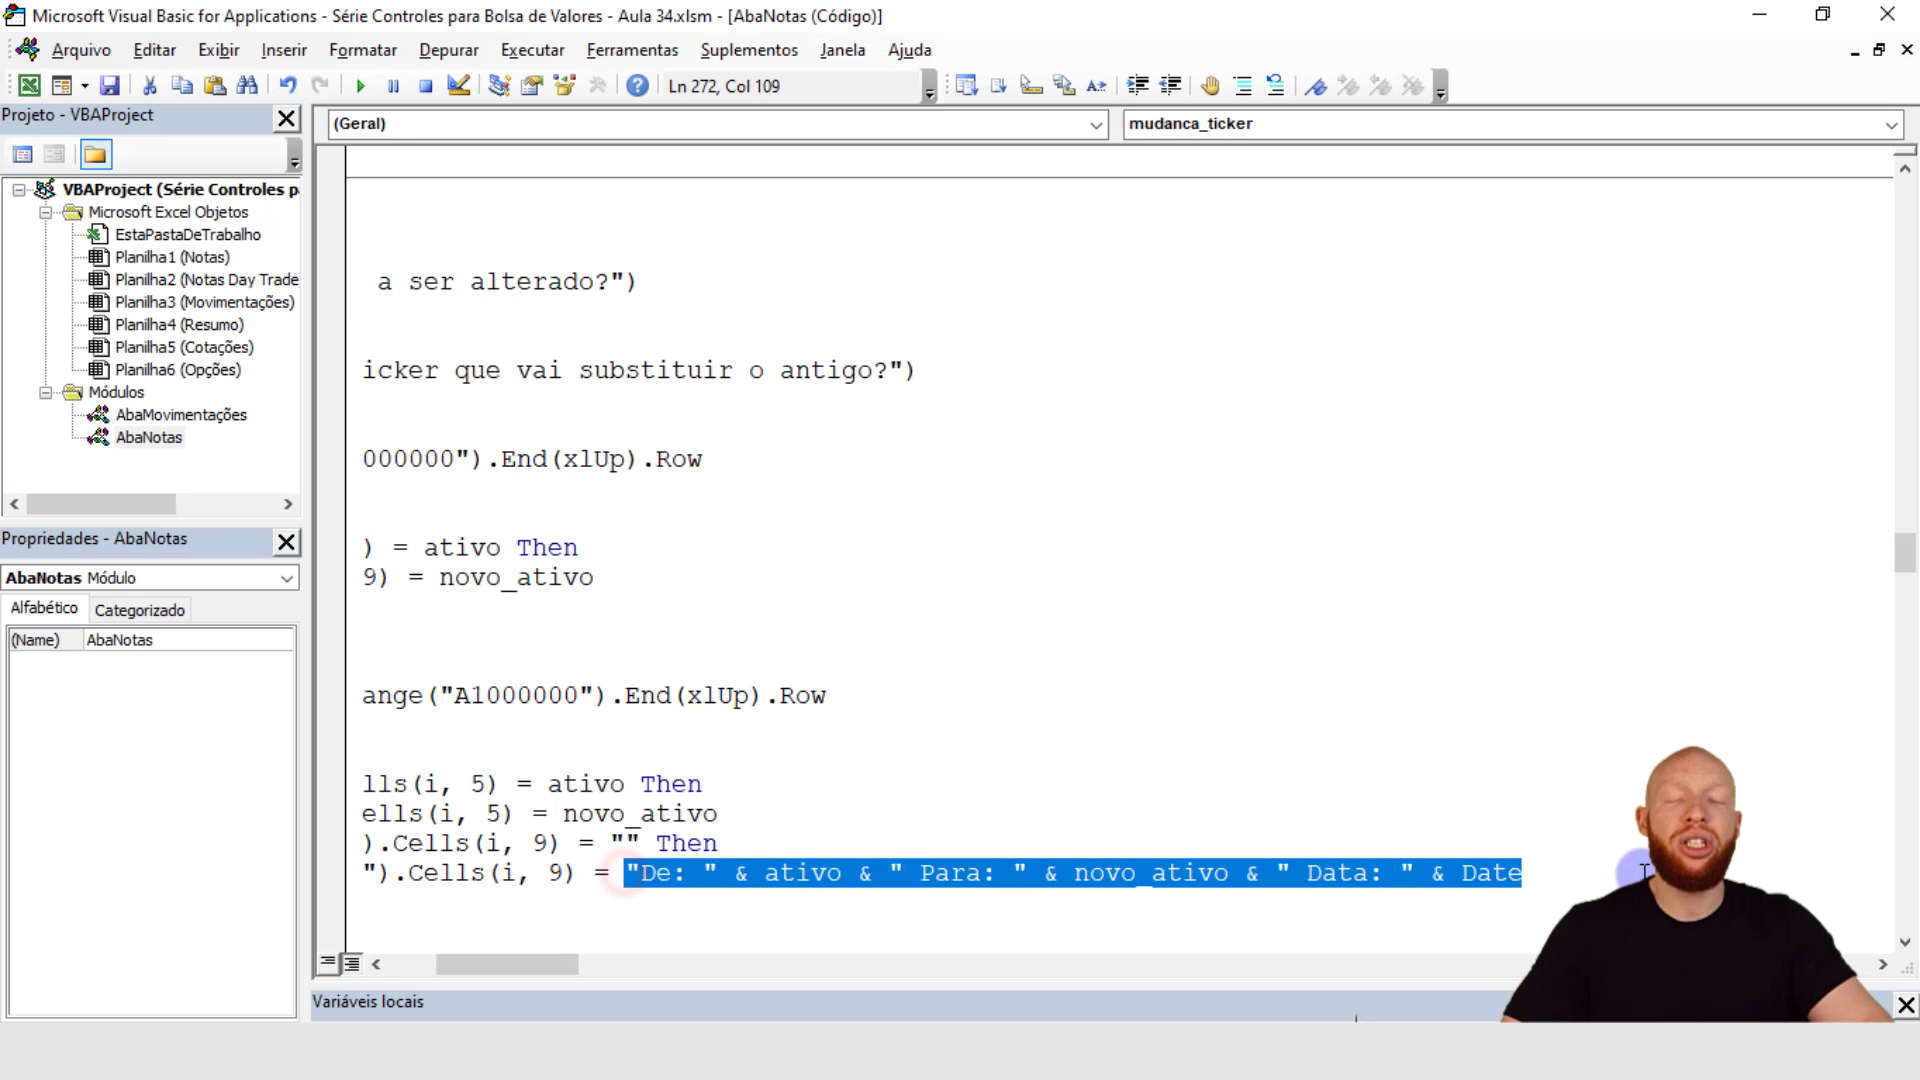 Microsoft Visual Basic for Applications - Série Controles para Bolsa de Valores - Aula 34.xlsm - [AbaNotas (Código)]
Arquivo Editar Exibir Inserir Formatar Depurar Executar Ferramentas Suplementos Janela Ajuda
Ln 272, Col 109
Projeto - VBAProject
(Geral)
mudanca_ticker
VBAProject (Série Controles p
Microsoft Excel Objetos
EstaPastaDeTrabalho
Planilha1 (Notas)
Planilha2 (Notas Day Trade
Planilha3 (Movimentações)
Planilha4 (Resumo)
Planilha5 (Cotações)
Planilha6 (Opções)
Módulos
AbaMovimentações
AbaNotas
Propriedades - AbaNotas
AbaNotas Módulo
Alfabético Categorizado
(Name) AbaNotas
a ser alterado?")
icker que vai substituir o antigo?")
000000").End(xlUp).Row
) = ativo Then
9) = novo_ativo
ange("A1000000").End(xlUp).Row
lls(i, 5) = ativo Then
ells(i, 5) = novo_ativo
).Cells(i, 9) = "" Then
").Cells(i, 9) = "De: " & ativo & " Para: " & novo_ativo & " Data: " & Date
Variáveis locais